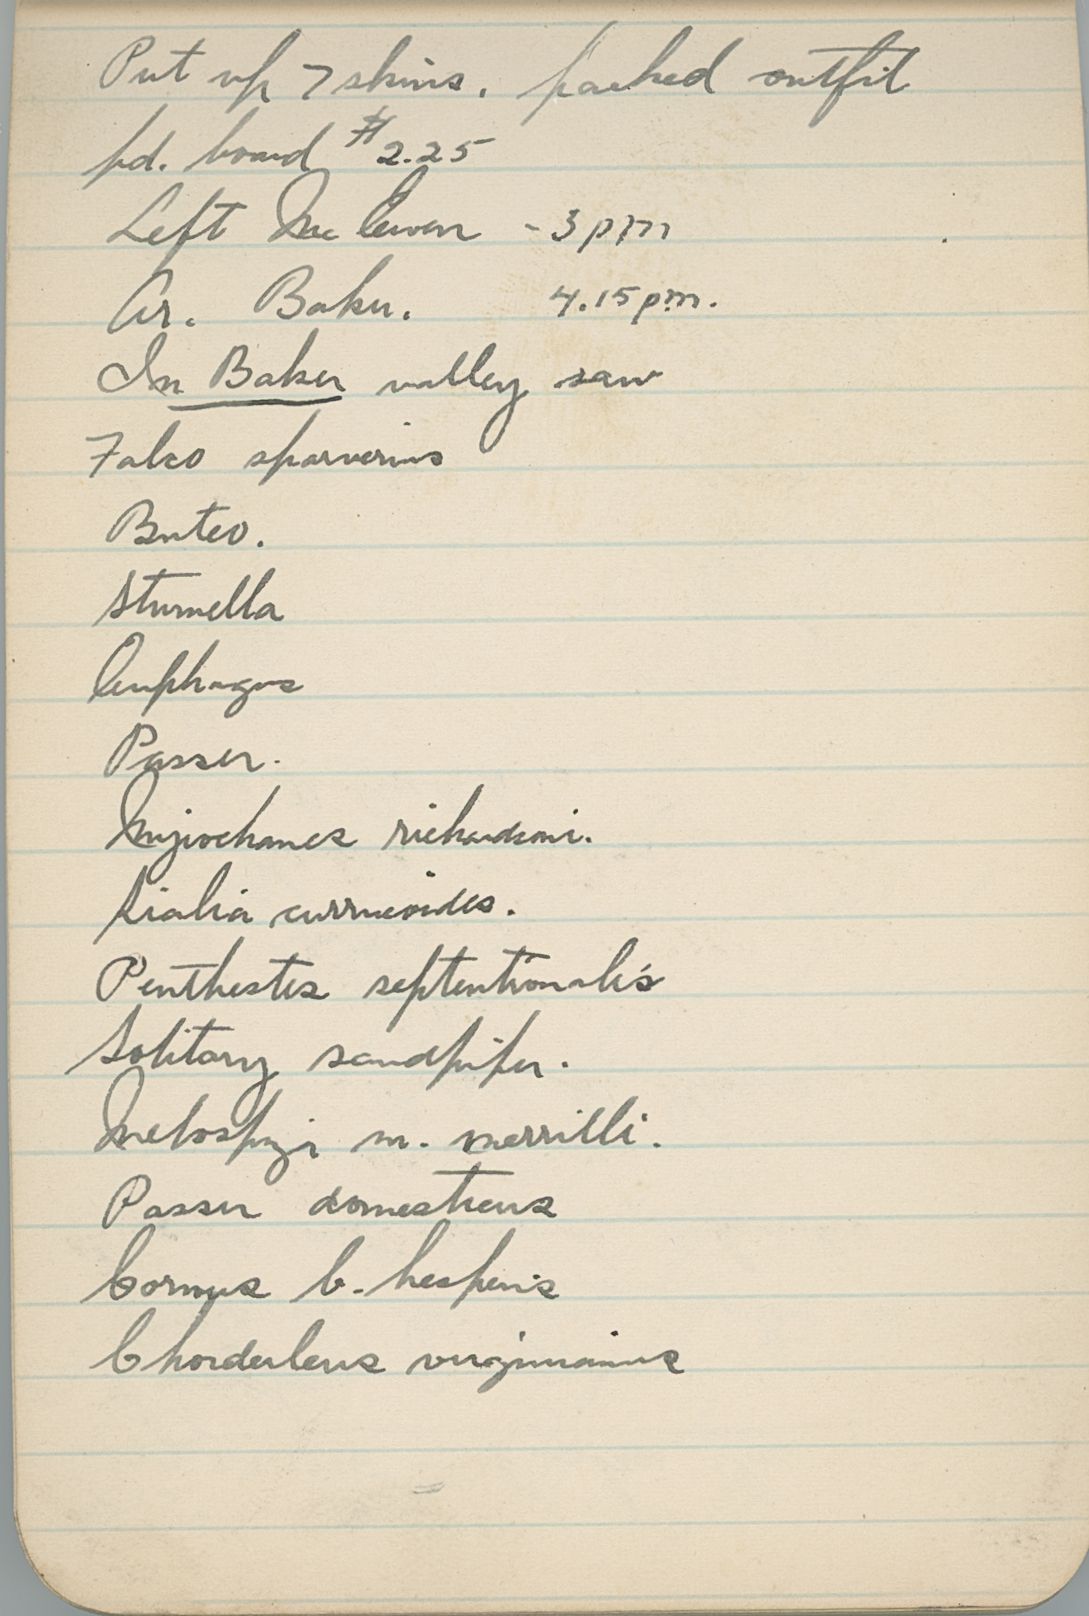 Put up 7 skins. packed outfit
pd. board $2.25
Left McEwen - 3 pm
Ar. Baker. 4.15 pm.
In Baker valley saw
Falco sparverius
Buteo.
Sturnella
Euphagus
Passer.
Myiochanes richardsoni.
Sialia currucoides.
Penthestes septentrionalis
Solitary sandpiper.
Melospiza m. merrilli.
Passer domesticus
Corvus b. hesperis
Chordeileus virginianus